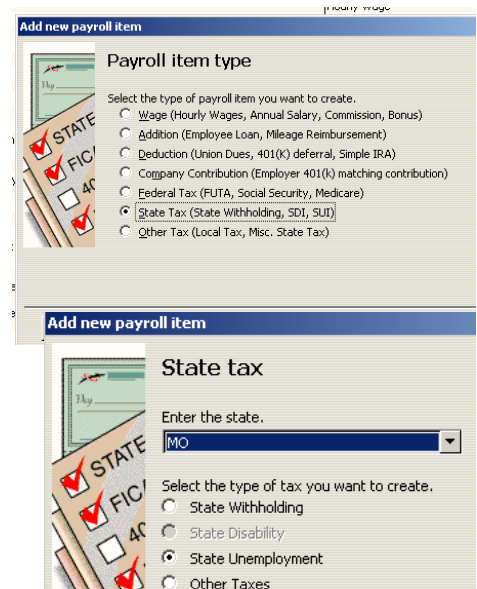 Hourly Wage
Add new payroll item
Payroll item type
Pay
Select the type of payroll item you want to create.
Wage (Hourly Wages, Annual Salary, Commission, Bonus)
Addition (Employee Loan, Mileage Reimbursement)
STATE
Deduction (Union Dues, 401(K) deferral, Simple IRA)
FICA
Company Contribution (Employer 401(k) matching contribution)
40
Federal Tax (FUTA, Social Security, Medicare)
State Tax (State Withholding, SDI, SUI)
Other Tax (Local Tax, Misc. State Tax)
Add new payroll item
State tax
Pay
Enter the state.
MO
STATE
Select the type of tax you want to create.
FIC
State Withholding
40
State Disability
State Unemployment
Other Taxes